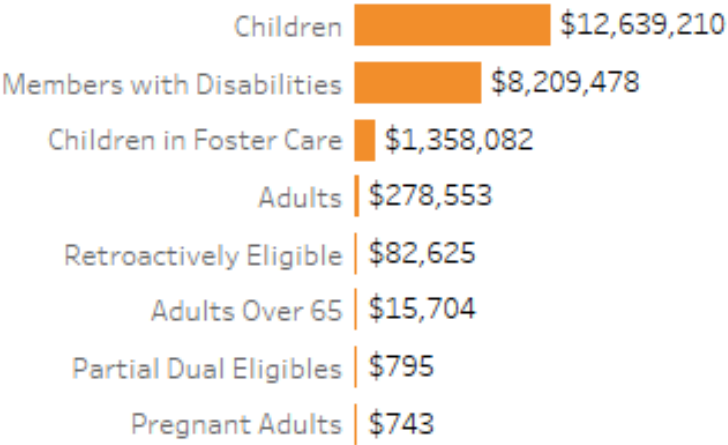 Children $12,639,210
Members with Disabilities $8,209,478
Children in Foster Care $1,358,082
Adults $278,553
Retroactively Eligible $82,625
Adults Over 65 $15,704
Partial Dual Eligibles $795
Pregnant Adults $743